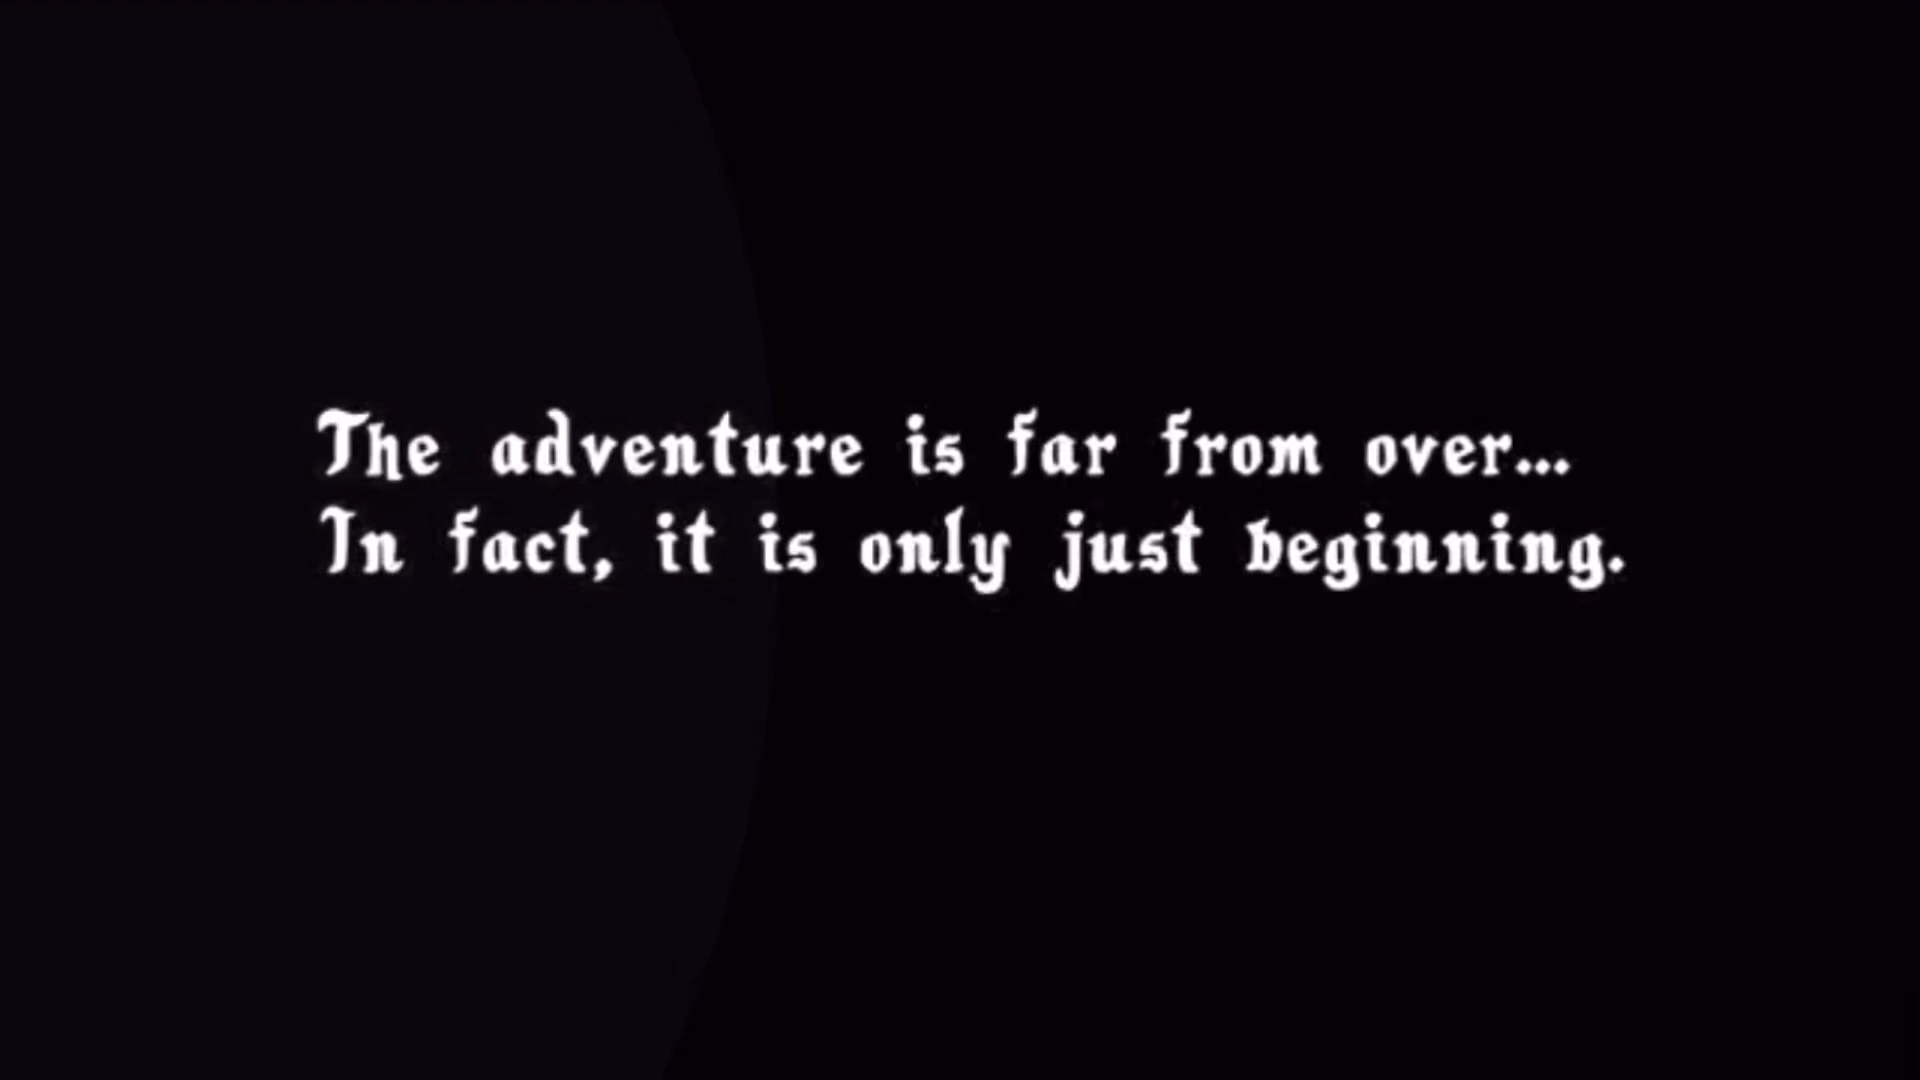 The adventure is far from over...
In fact, it is only just beginning.